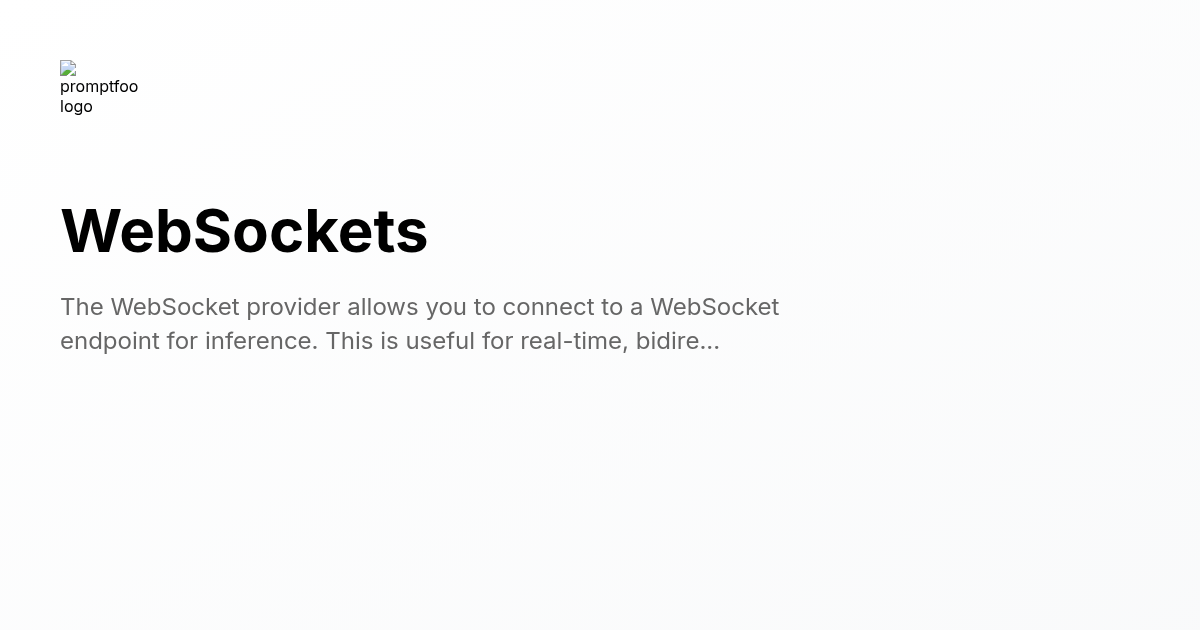 promptfoo
logo
WebSockets
The WebSocket provider allows you to connect to a WebSocket
endpoint for inference. This is useful for real-time, bidire...